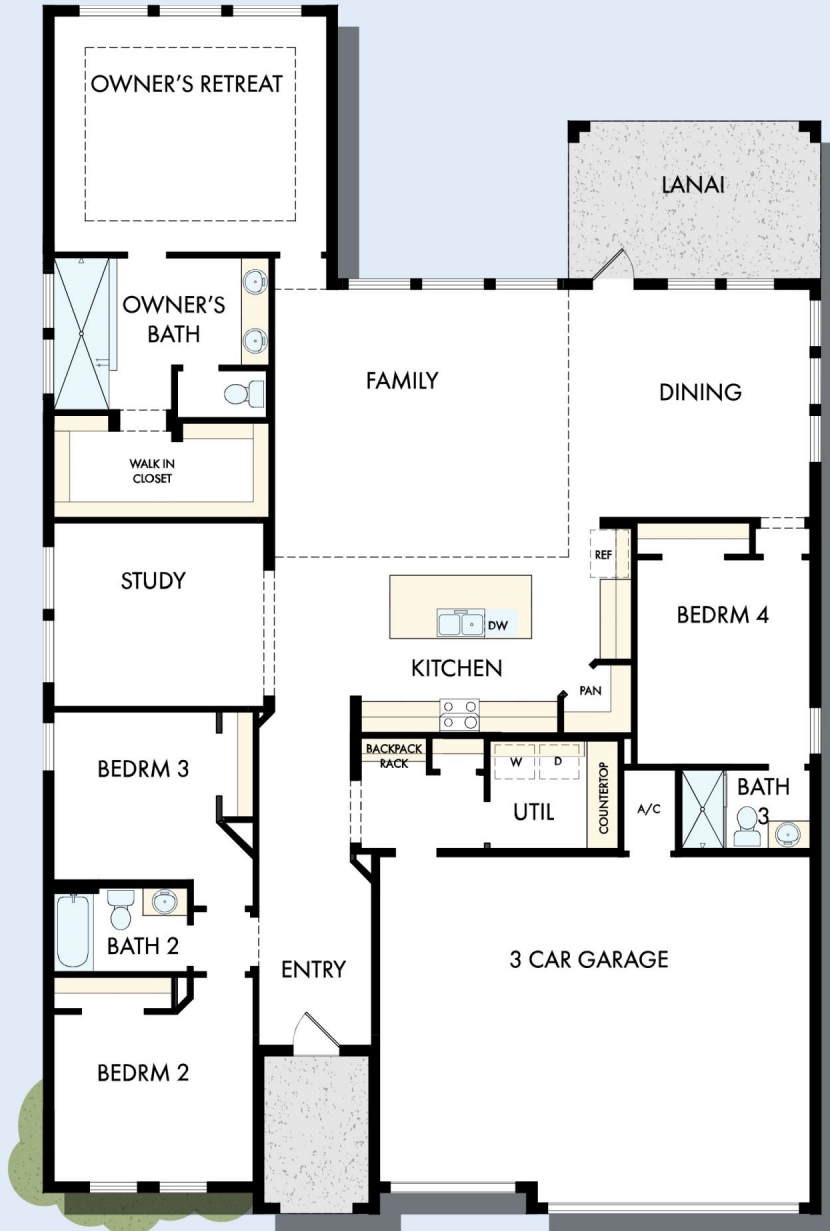 OWNER'S RETREAT
LANAI
OWNER'S
BATH
FAMILY
DINING
WALK IN
CLOSET
STUDY
REF
BEDRM 4
DW
KITCHEN
PAN
BACKPACK
RACK
W
D
COUNTERTOP
UTIL
A/C
BATH
3
BEDRM 3
BATH 2
ENTRY
3 CAR GARAGE
BEDRM 2